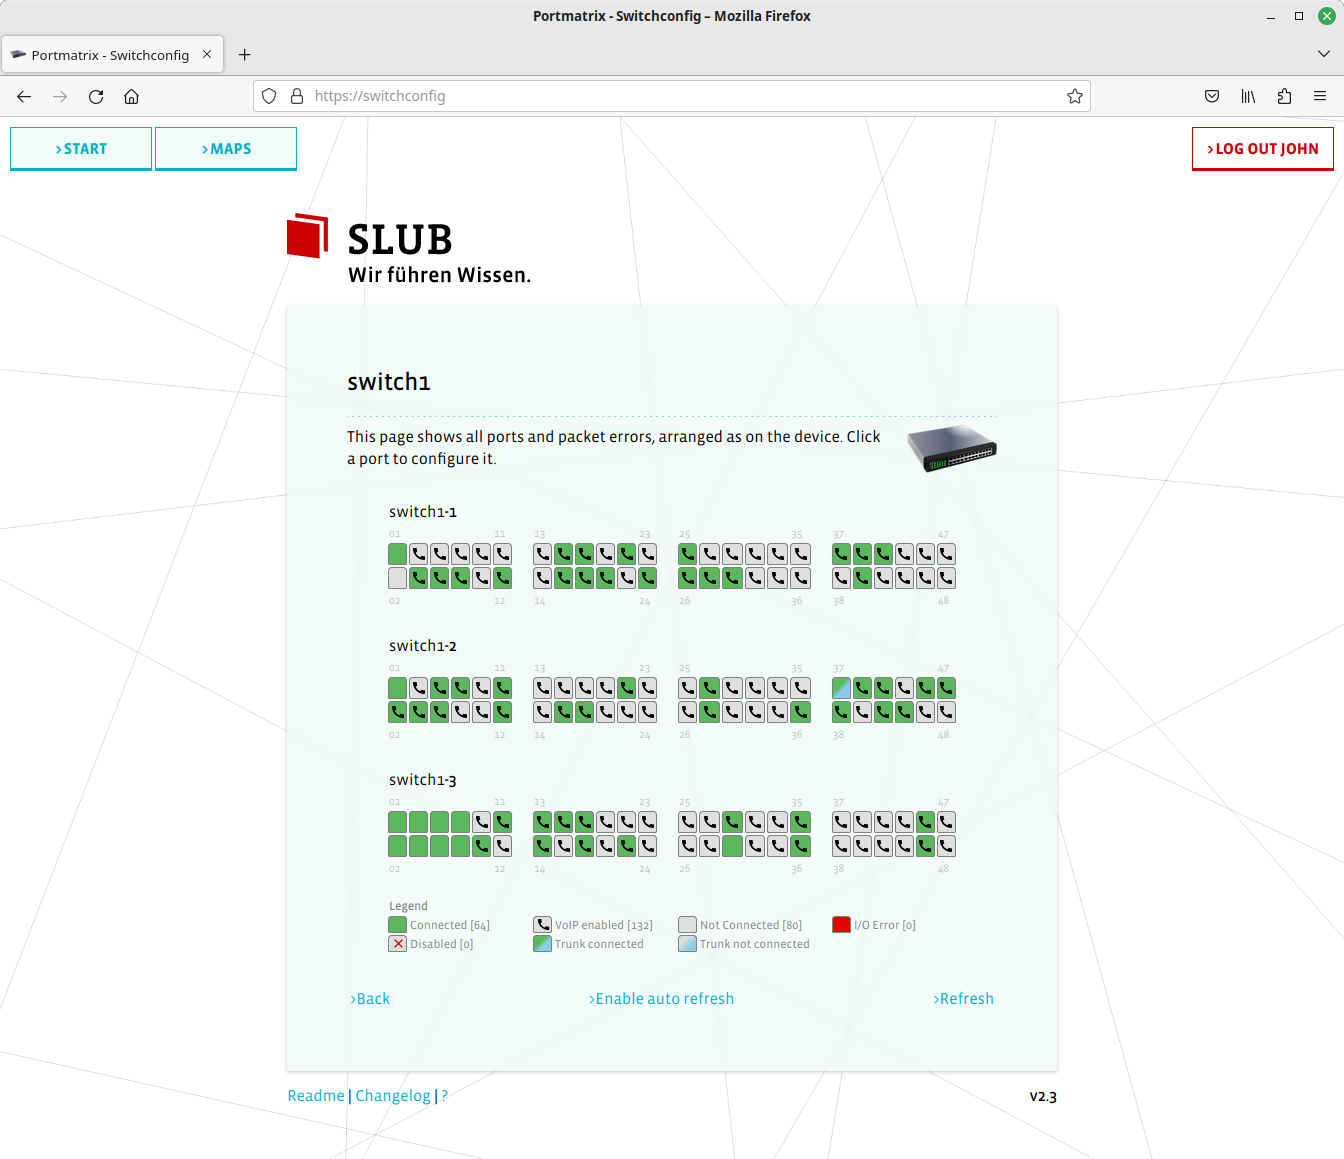 Portmatrix - Switchconfig – Mozilla Firefox
Portmatrix - Switchconfig
https://switchconfig
›START ›MAPS ›LOG OUT JOHN
SLUB
Wir führen Wissen.
switch1
This page shows all ports and packet errors, arranged as on the device. Click
a port to configure it.
switch1-1
01 11 13 23 25 35 37 47
02 12 14 24 26 36 38 48
switch1-2
01 11 13 23 25 35 37 47
02 12 14 24 26 36 38 48
switch1-3
01 11 13 23 25 35 37 47
02 12 14 24 26 36 38 48
Legend
Connected [64] VoIP enabled [132] Not Connected [80] I/O Error [0]
Disabled [0] Trunk connected Trunk not connected
›Back ›Enable auto refresh ›Refresh
Readme | Changelog | ? v2.3